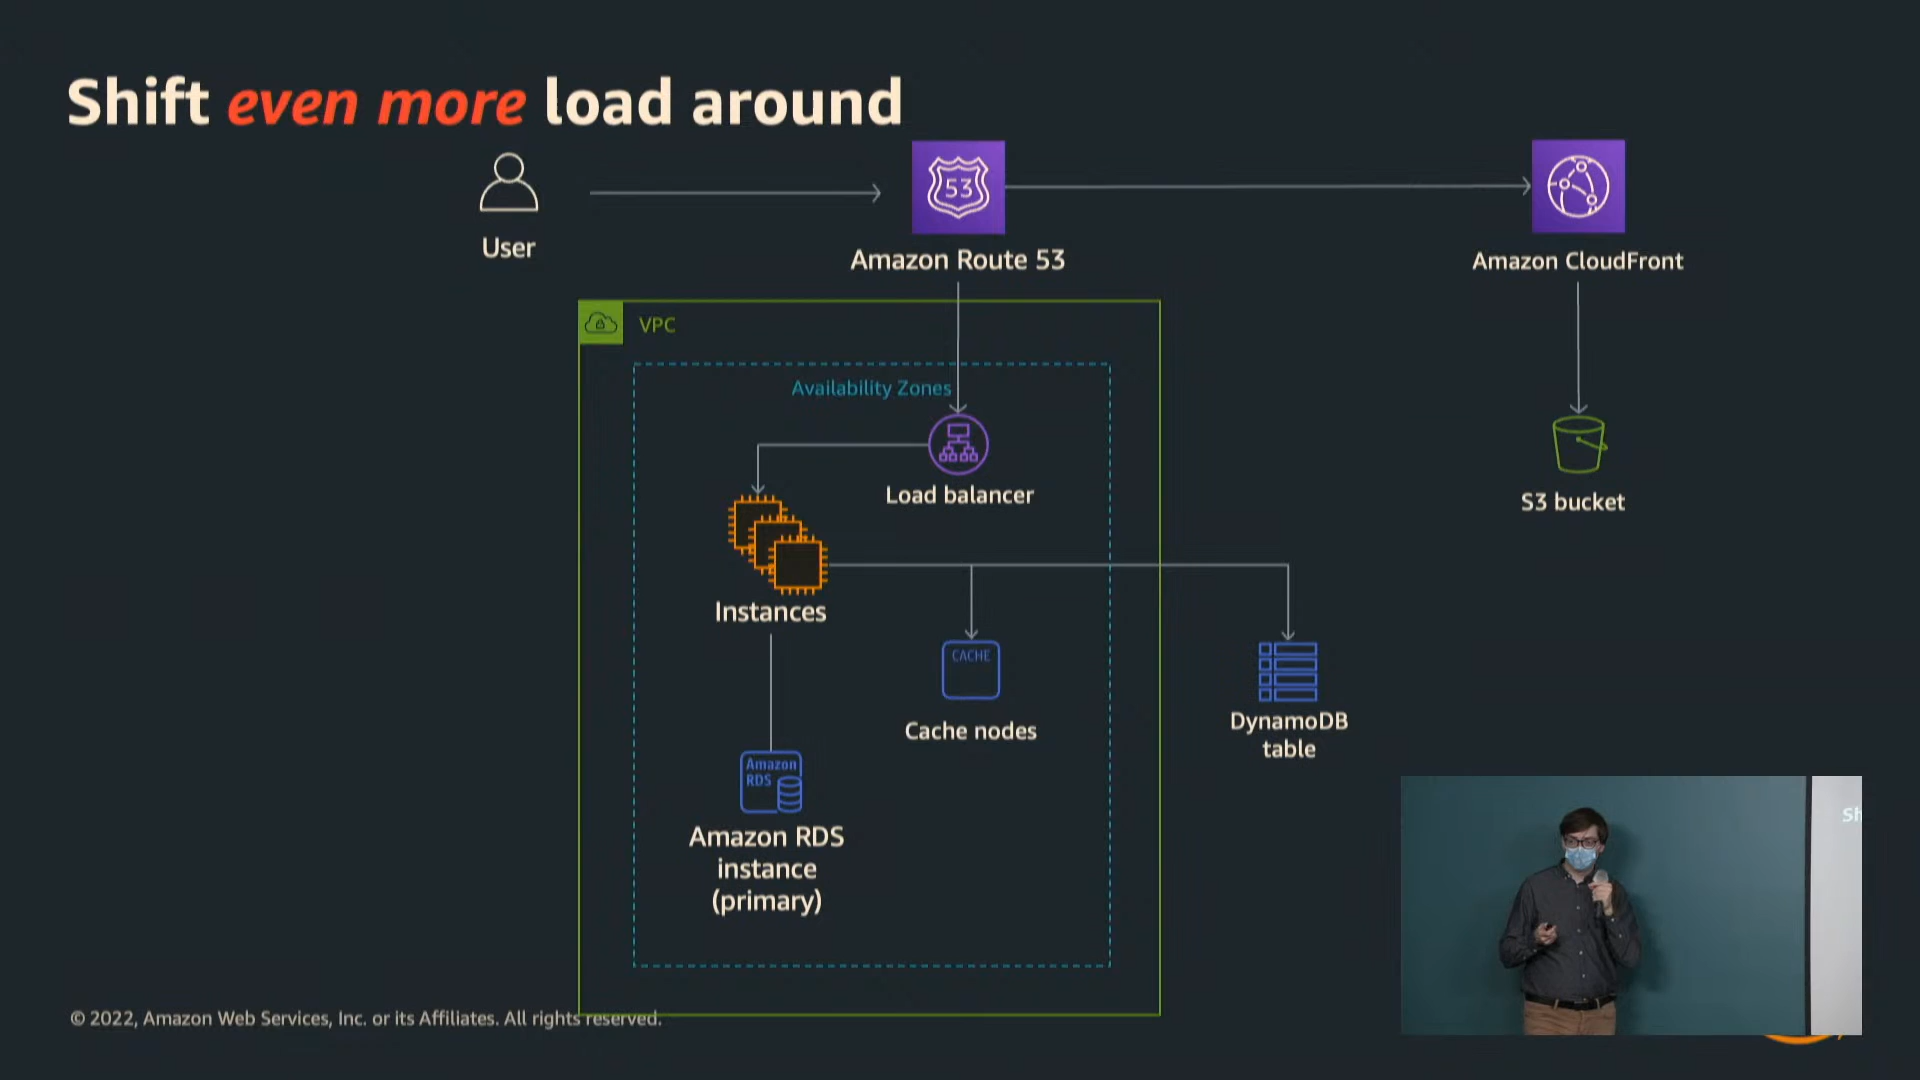 Shift even more load around
User
53
Amazon Route 53
Amazon CloudFront
VPC
Availability Zones
Load balancer
S3 bucket
Instances
CACHE
Cache nodes
DynamoDB
table
Amazon
RDS
Amazon RDS
instance
(primary)
Sh
© 2022, Amazon Web Services, Inc. or its Affiliates. All rights reserved.